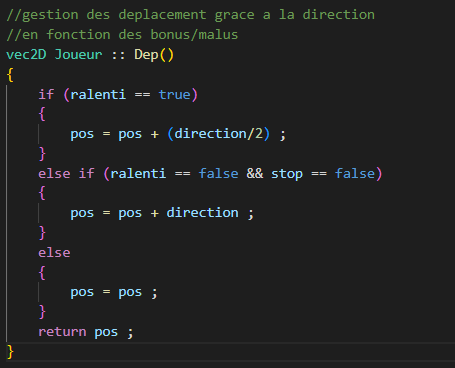 //gestion des deplacement grace a la direction
//en fonction des bonus/malus
vec2D Joueur :: Dep()
{
    if (ralenti == true)
    {
        pos = pos + (direction/2) ;
    }
    else if (ralenti == false && stop == false)
    {
        pos = pos + direction ;
    }
    else
    {
        pos = pos ;
    }
    return pos ;
}